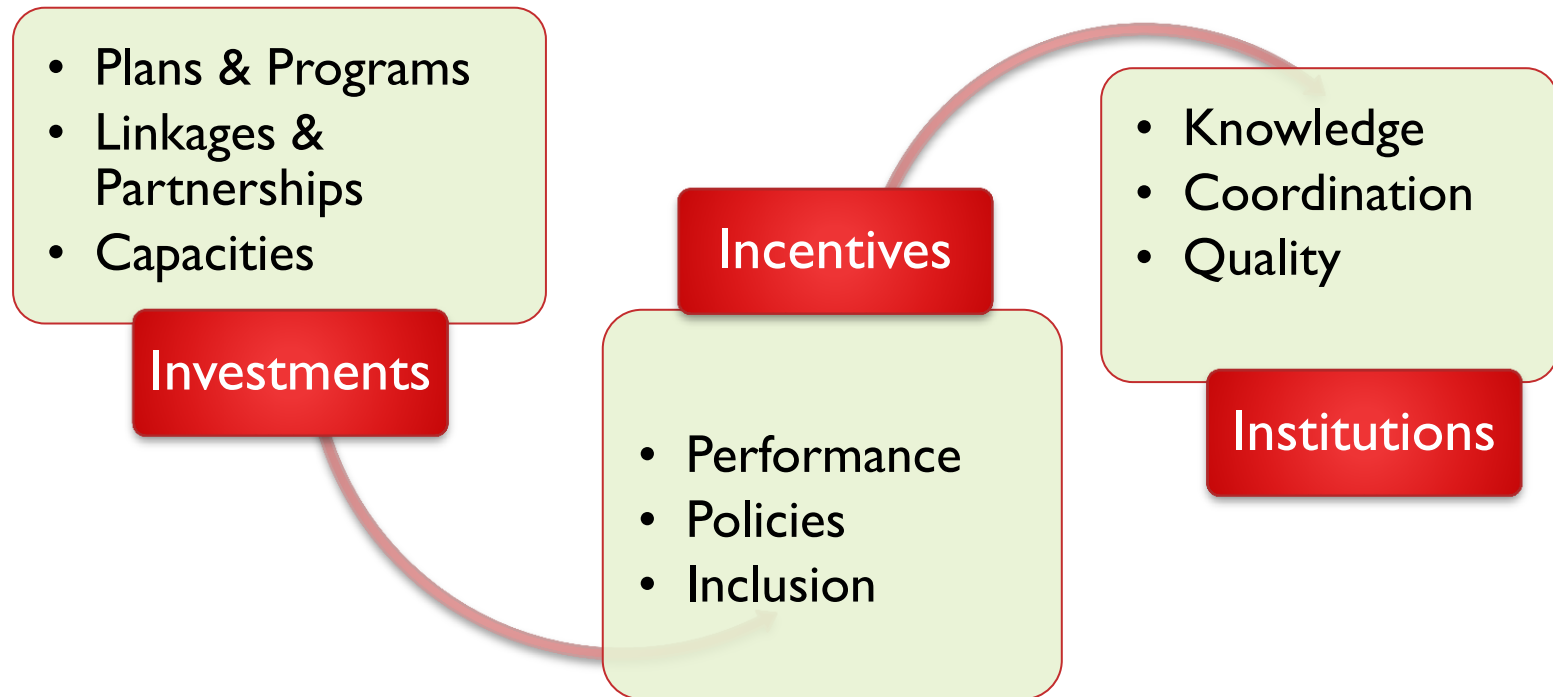 • Plans & Programs
• Linkages &
Partnerships
• Capacities
Investments
Incentives
• Performance
• Policies
• Inclusion
• Knowledge
• Coordination
• Quality
Institutions